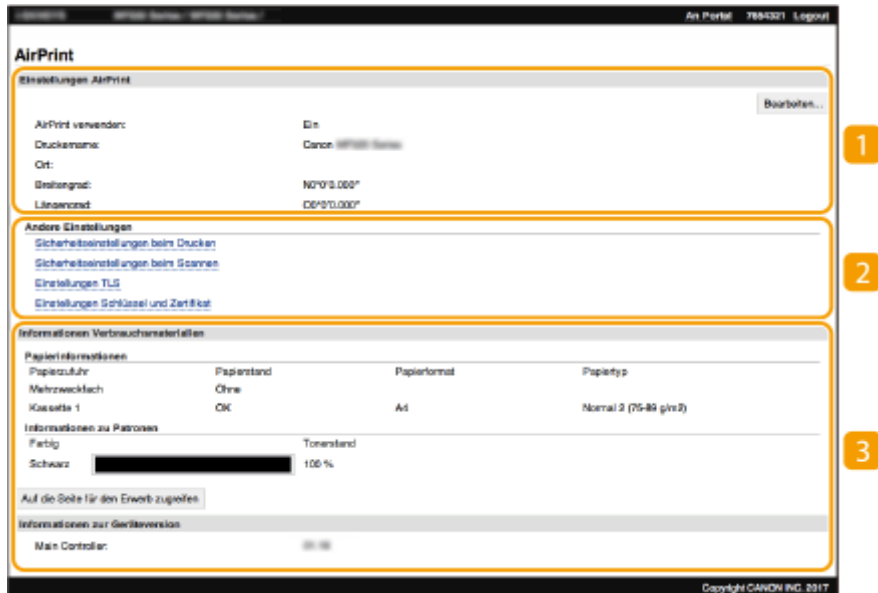 An Portal 7654321 Logout
AirPrint
Einstellungen AirPrint
Bearbeiten...
AirPrint verwenden: Ein
1
Druckername: Canon
Ort:
Breitengrad: N0°0'0.000"
Längengrad: O0°0'0.000"
Andere Einstellungen
Sicherheitseinstellungen beim Drucken
Sicherheitseinstellungen beim Scannen
2
Einstellungen TLS
Einstellungen Schlüssel und Zertifikat
Informationen Verbrauchsmaterialien
Papierinformationen
Papierzufuhr Papierstand Papierformat Papiertyp
Mehrzweckfach Ohne
Kassette 1 OK A4 Normal 2 (75-89 g/m2)
Informationen zu Patronen
Farbig Tonerstand
3
Schwarz 100 %
Auf die Seite für den Erwerb zugreifen
Informationen zur Geräteversion
Main Controller:
Copyright CANON INC. 2017